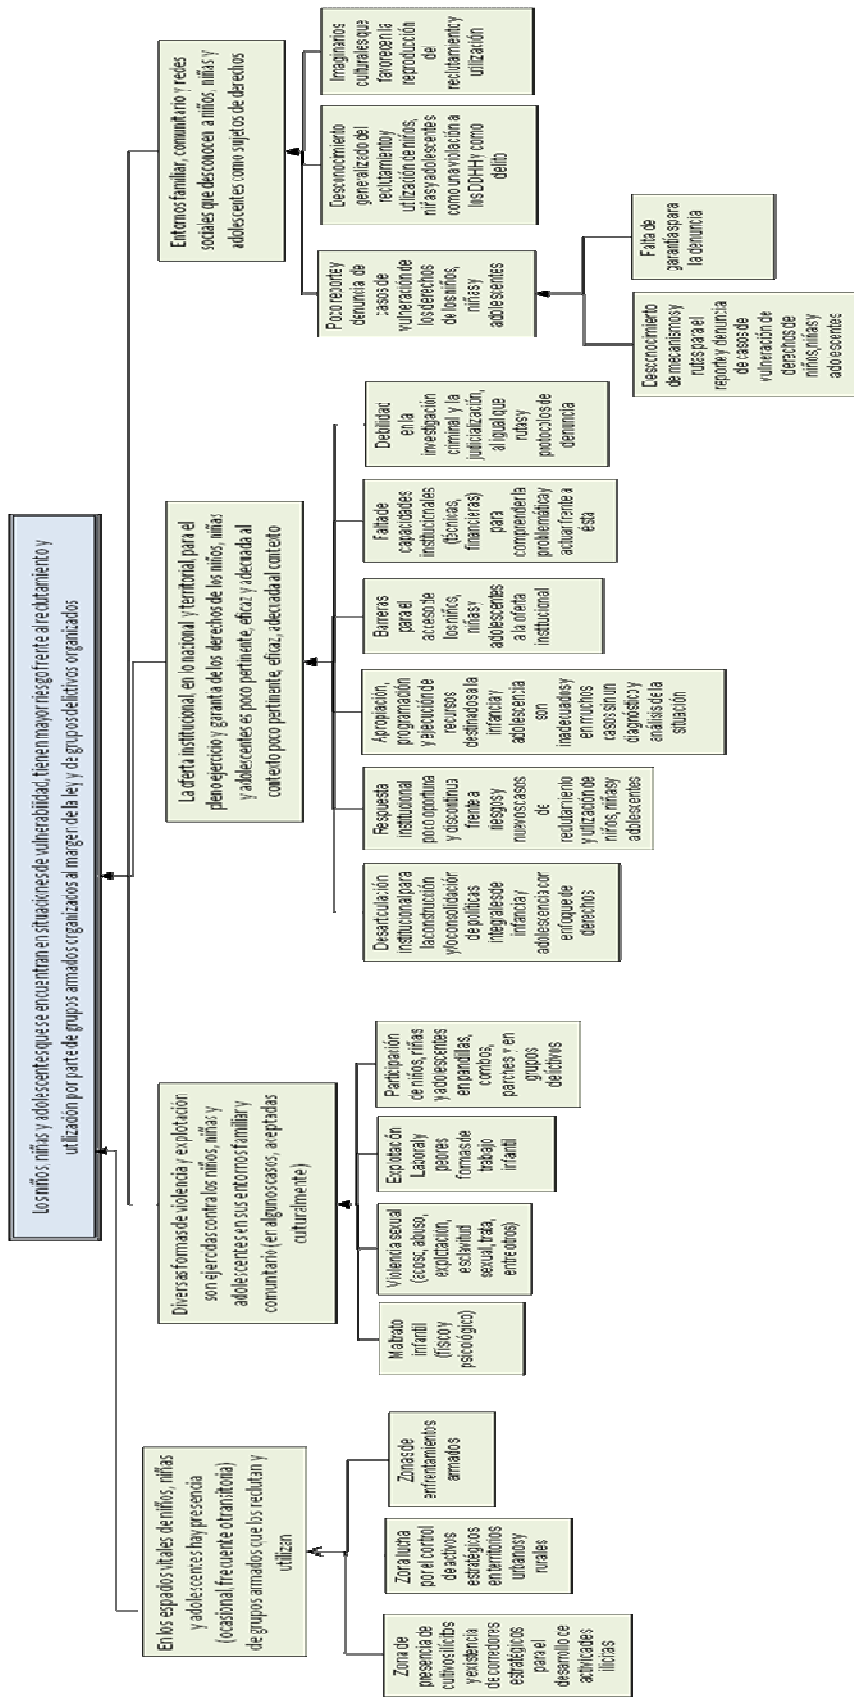 Los niños, niñas y adolescentes que se encuentran en situaciones de vulnerabilidad, tienen mayor riesgo frente al reclutamiento y
utilización por parte de grupos armados organizados al margen de la ley y de grupos delictivos organizados
En los espacios vitales de niños, niñas
y adolescentes hay presencia
(ocasional, frecuente o transitoria)
de grupos armados que los reclutan y
utilizan
Zona de
presencia de
cultivos ilícitos
y existencia
de corredores
estratégicos
para el
desarrollo de
actividades
ilícitas
Zona lucha
por el control
de activos
estratégicos
en territorios
urbanos y
rurales
Zonas de
enfrentamientos
armados
Diversas formas de violencia y explotación
son ejercidas contra los niños, niñas y
adolescentes en sus entornos familiar y
comunitario (en algunos casos, aceptadas
culturalmente)
Maltrato
infantil
(físico y
psicológico)
Violencia sexual
(acoso, abuso,
explotación,
esclavitud
sexual, trata,
entre otros)
Explotación
Laboral y
peores
formas de
trabajo
infantil
Participación
de niños, niñas
y adolescentes
en pandillas,
combos,
parches y en
grupos
delictivos
La oferta institucional, en lo nacional y territorial, para el
pleno ejercicio y garantía de los derechos de los niños, niñas
y adolescentes es poco pertinente, eficaz y adecuada al
contexto poco pertinente, eficaz, adecuada al contexto
Desarticulación
institucional para
la construcción
y/o consolidación
de políticas
integrales de
infancia y
adolescencia con
enfoque de
derechos
Respuesta
institucional
poco oportuna
y discontinua
frente a
riesgos y
nuevos casos
de
reclutamiento
y utilización de
niños, niñas y
adolescentes
Apropiación,
programación
y ejecución de
recursos
destinados a la
infancia y
adolescencia
son
inadecuados y
en muchos
casos sin un
diagnóstico y
análisis de la
situación
Barreras
para el
acceso de
los niños,
niñas y
adolescentes
a la oferta
institucional
Falta de
capacidades
institucionales
(técnicas,
financieras)
para
comprender la
problemática y
actuar frente a
ésta
Debilidad
en la
investigación
criminal y la
judicialización,
al igual que
rutas y
protocolos de
denuncia
Entornos familiar, comunitario y redes
sociales que desconocen a niños, niñas y
adolescentes como sujetos de derechos
Poco reporte y
denuncia de
casos de
vulneración de
los derechos
de los niños,
niñas y
adolescentes
Desconocimiento
generalizado del
reclutamiento y
utilización de niños,
niñas y adolescentes
como una violación a
los DDHH y como
delito
Imaginarios
culturales que
favorecen la
reproducción
de
reclutamiento y
utilización
Desconocimiento
de mecanismos y
rutas para el
reporte y denuncia
de casos de
vulneración de
derechos de
niños, niñas y
adolescentes
Falta de
garantías para
la denuncia